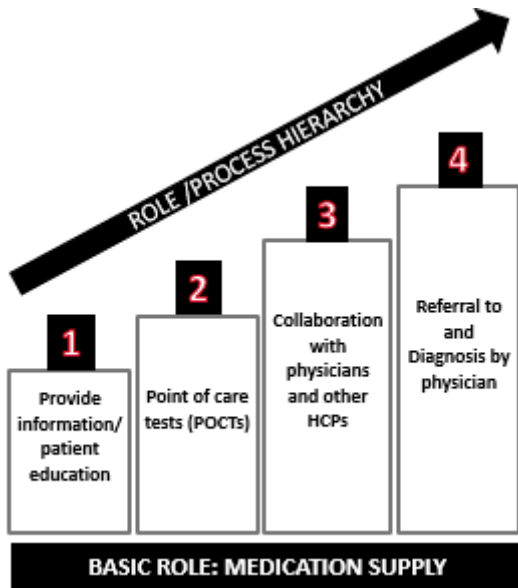 ROLE /PROCESS HIERARCHY
4
3
2
1
Provide
information/
patient
education
Point of care
tests (POCTs)
Collaboration
with
physicians
and other
HCPs
Referral to
and
Diagnosis by
physician
BASIC ROLE: MEDICATION SUPPLY